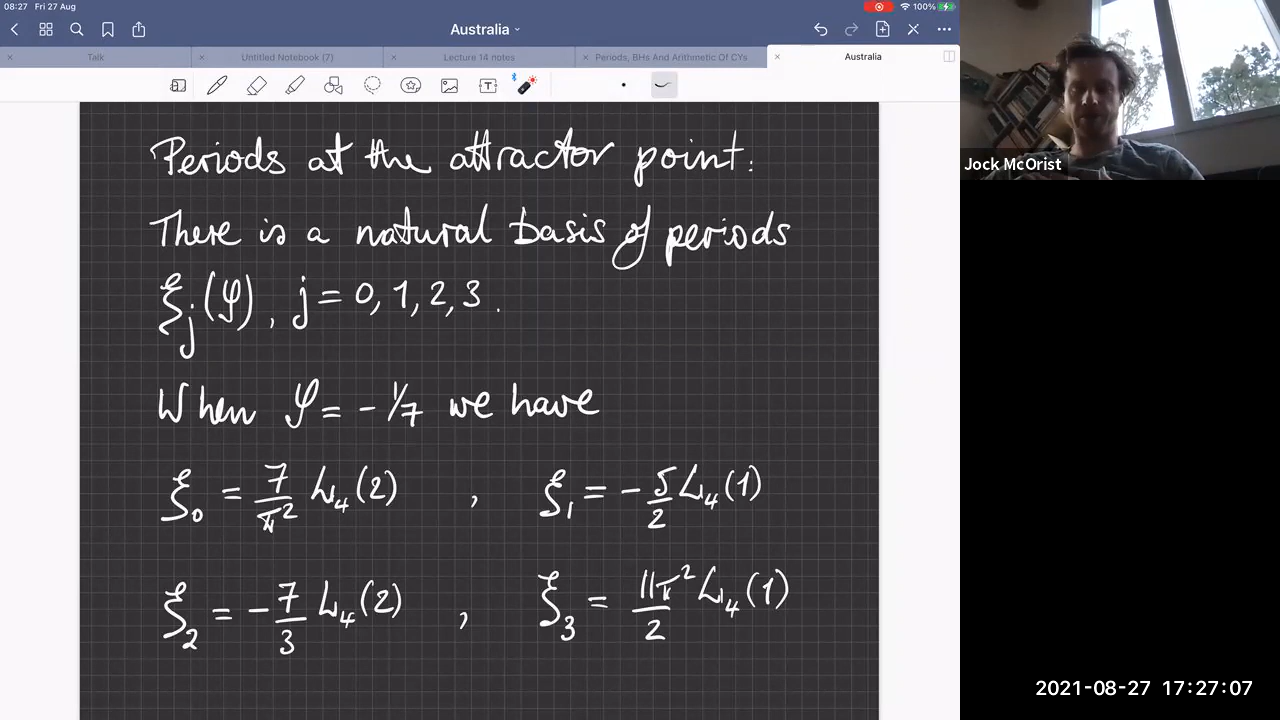 08:27 Fri 27 Aug
100%
Australia
Talk
Untitled Notebook (7)
Lecture 14 notes
Periods, BHs And Arithmetic Of CYs
Australia
Jock McOrist
Periods at the attractor point:
There is a natural basis of periods
ξ_j(φ), j = 0, 1, 2, 3.
When φ = -1/7 we have
ξ_0 = 7/π² L_4(2) , ξ_1 = -5/2 L_4(1)
ξ_2 = -7/3 L_4(2) , ξ_3 = 11π²/2 L_4(1)
2021-08-27 17:27:07